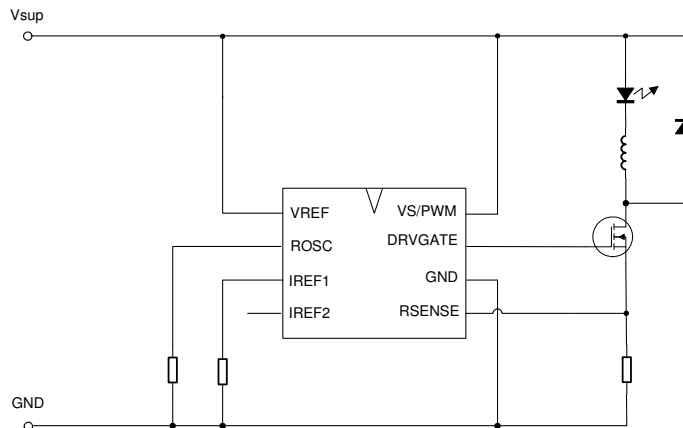 Vsup
VREF VS/PWM
ROSC DRVGATE
IREF1 GND
IREF2 RSENSE
GND